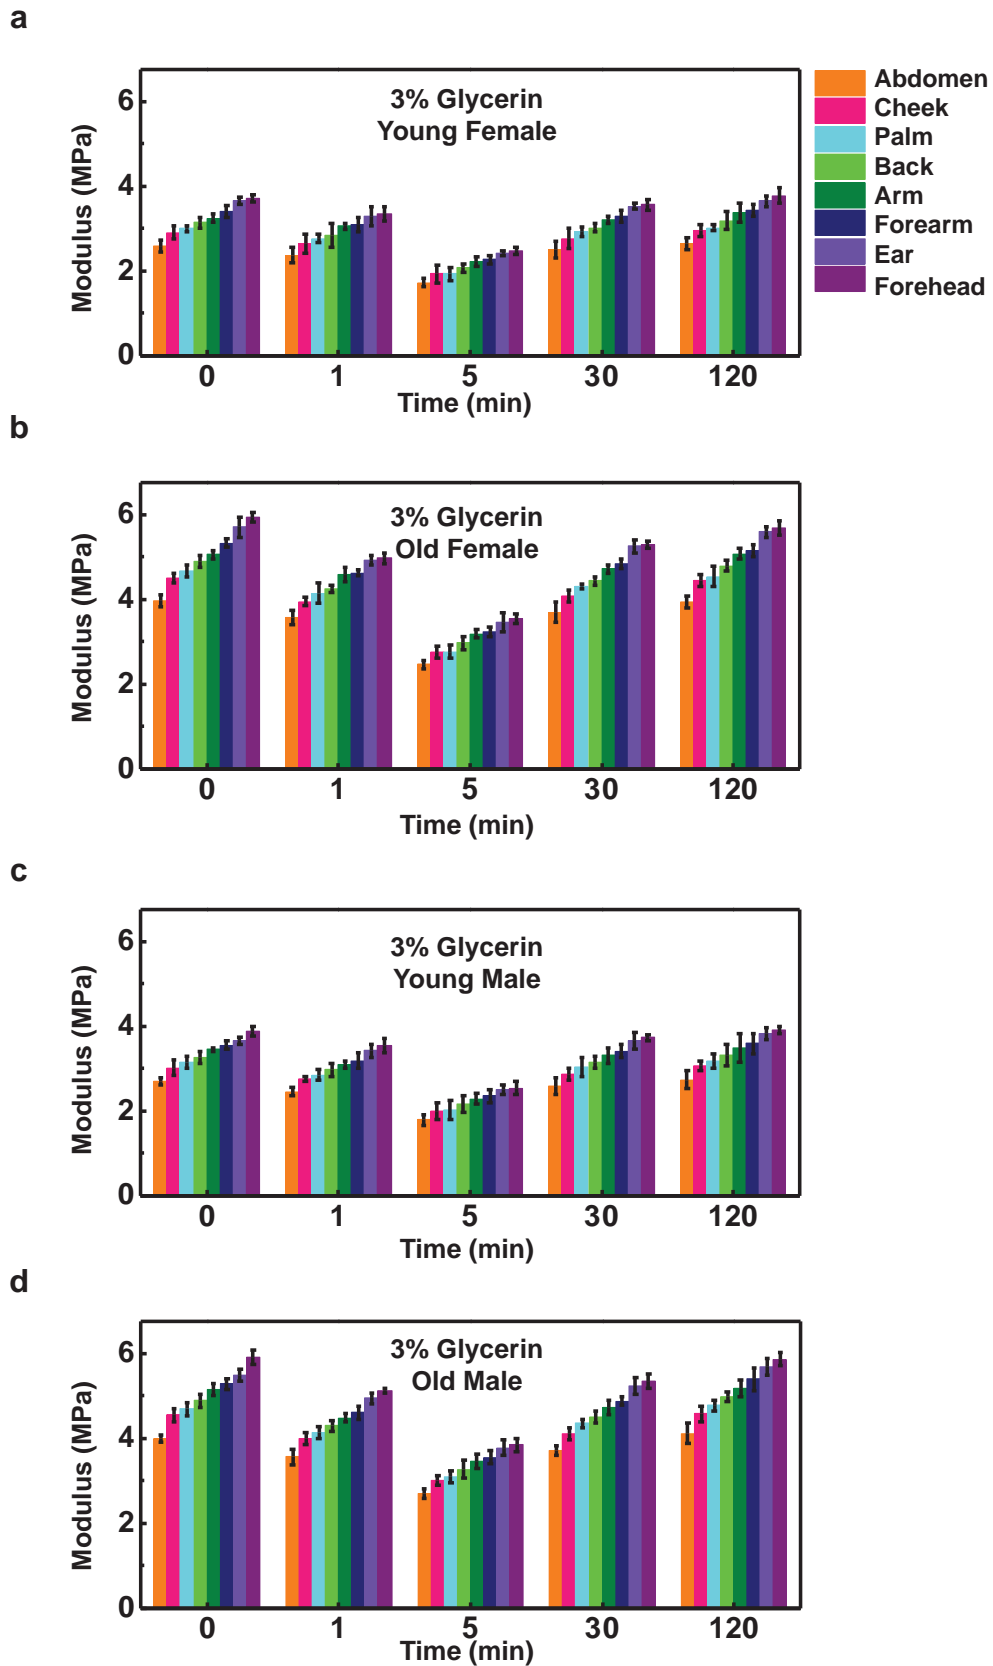 a
6
4
2
0
Modulus (MPa)
3% Glycerin
Young Female
0 1 5 30 120
Time (min)
Abdomen
Cheek
Palm
Back
Arm
Forearm
Ear
Forehead
b
6
4
2
0
Modulus (MPa)
3% Glycerin
Old Female
0 1 5 30 120
Time (min)
c
6
4
2
0
Modulus (MPa)
3% Glycerin
Young Male
0 1 5 30 120
Time (min)
d
6
4
2
0
Modulus (MPa)
3% Glycerin
Old Male
0 1 5 30 120
Time (min)